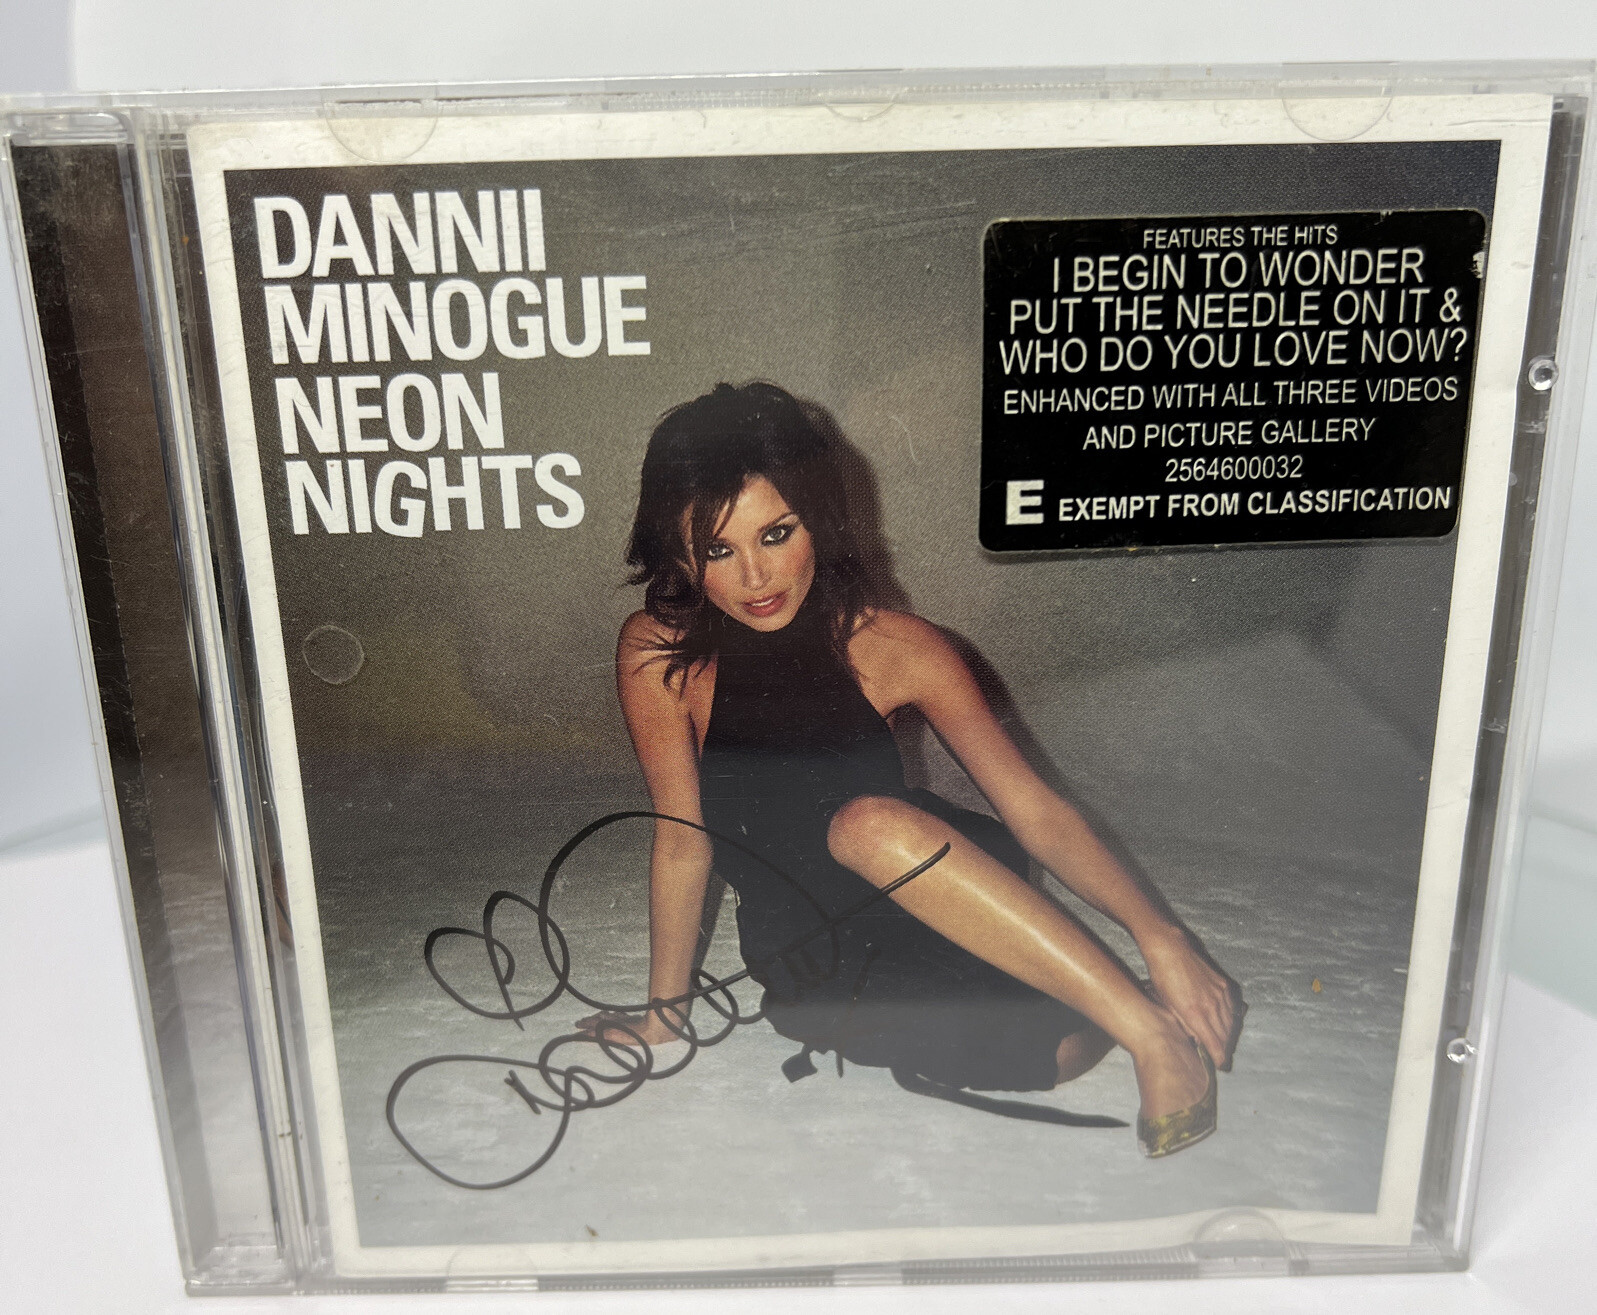 DANNII
MINOGUE
NEON
NIGHTS
FEATURES THE HITS
I BEGIN TO WONDER
PUT THE NEEDLE ON IT &
WHO DO YOU LOVE NOW?
ENHANCED WITH ALL THREE VIDEOS
AND PICTURE GALLERY
2564600032
E EXEMPT FROM CLASSIFICATION